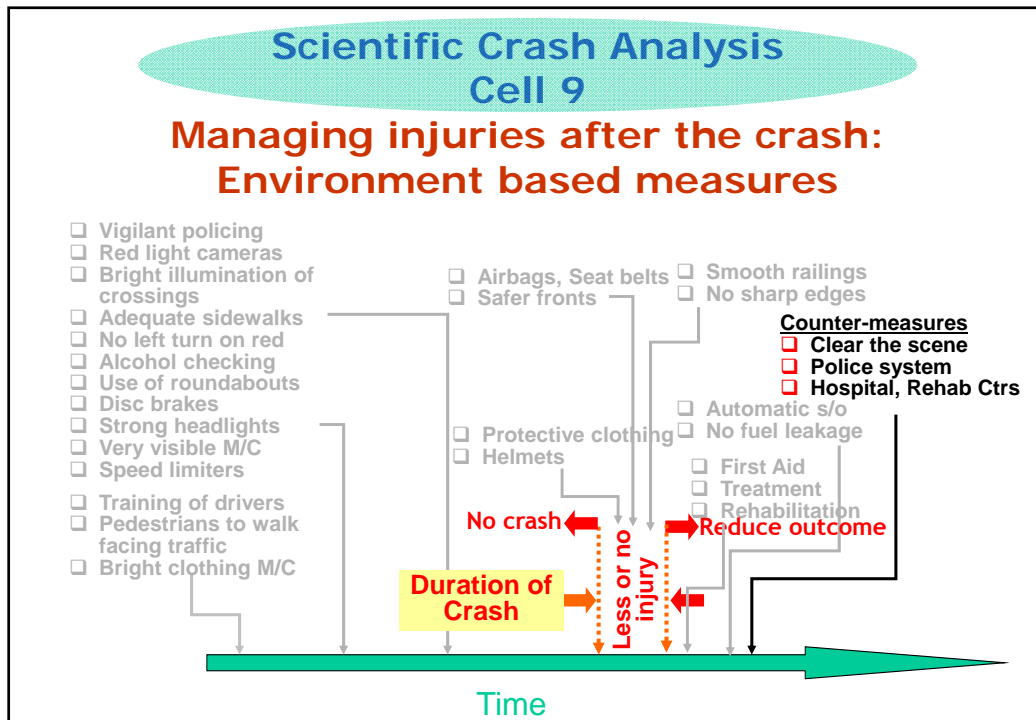 Scientific Crash Analysis
Cell 9
Managing injuries after the crash:
Environment based measures
❑ Vigilant policing
❑ Red light cameras
❑ Bright illumination of
crossings
❑ Adequate sidewalks
❑ No left turn on red
❑ Alcohol checking
❑ Use of roundabouts
❑ Disc brakes
❑ Strong headlights
❑ Very visible M/C
❑ Speed limiters
❑ Training of drivers
❑ Pedestrians to walk
facing traffic
❑ Bright clothing M/C
❑ Airbags, Seat belts
❑ Safer fronts
❑ Protective clothing
❑ Helmets
❑ Smooth railings
❑ No sharp edges
Counter-measures
❑ Clear the scene
❑ Police system
❑ Hospital, Rehab Ctrs
❑ Automatic s/o
❑ No fuel leakage
❑ First Aid
❑ Treatment
❑ Rehabilitation
No crash
Reduce outcome
Duration of
Crash
Less or no
injury
Time